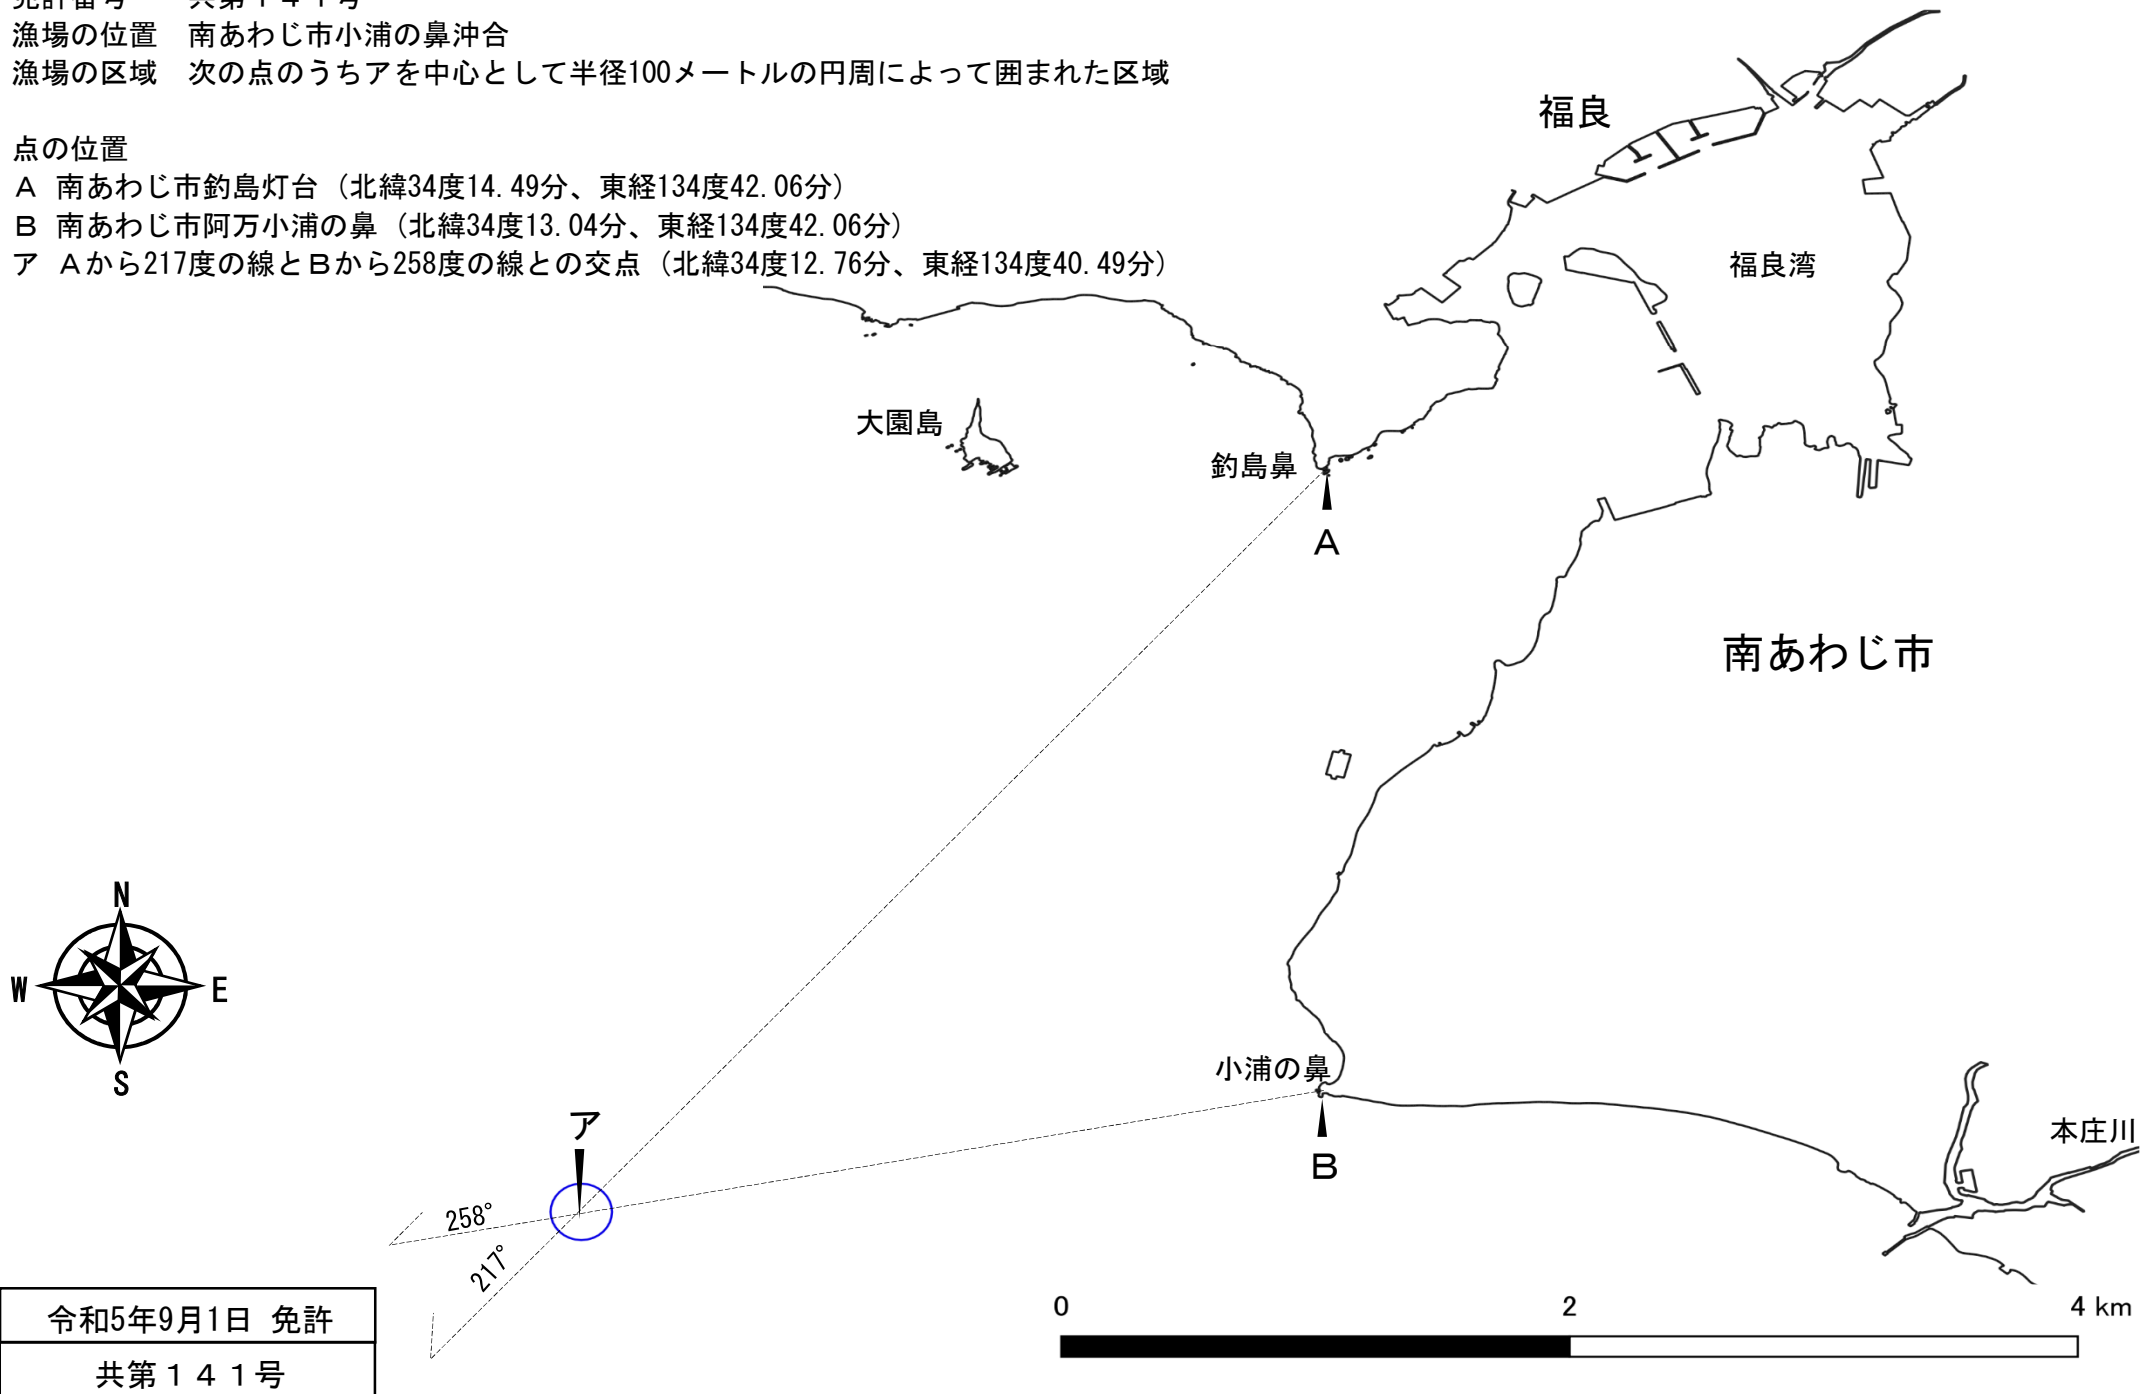 免許番号　　共第１４１号
漁場の位置　南あわじ市小浦の鼻沖合
漁場の区域　次の点のうちアを中心として半径100メートルの円周によって囲まれた区域
点の位置
Ａ 南あわじ市釣島灯台（北緯34度14.49分、東経134度42.06分）
Ｂ 南あわじ市阿万小浦の鼻（北緯34度13.04分、東経134度42.06分）
ア Ａから217度の線とＢから258度の線との交点（北緯34度12.76分、東経134度40.49分）
福良
福良湾
大園島
釣島鼻
A
南あわじ市
N
W E
S
小浦の鼻
ア
B
本庄川
258°
217°
0 2 4 km
令和5年9月1日 免許
共第１４１号